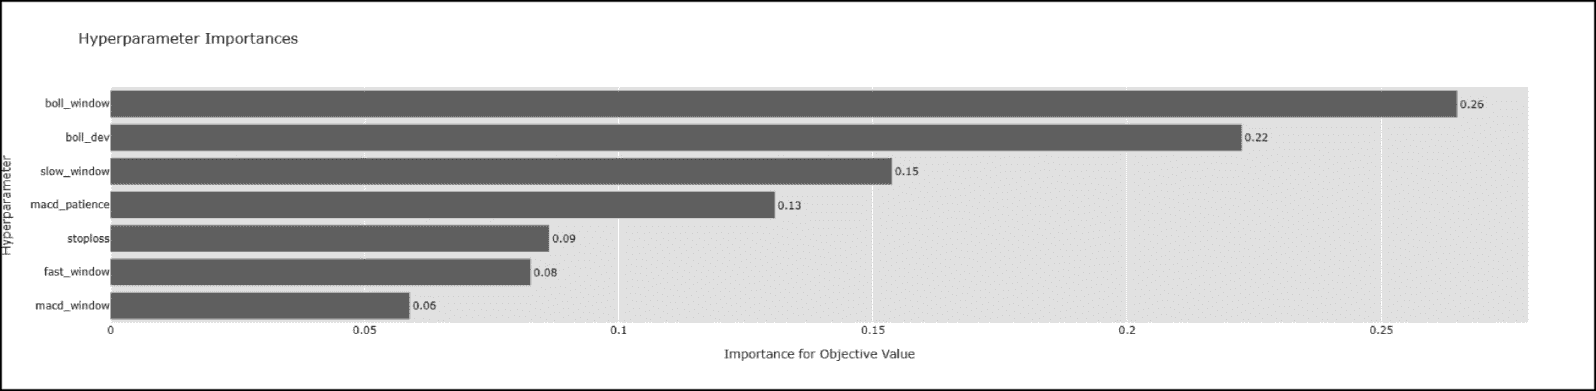 Hyperparameter Importances
Hyperparameter
boll_window 0.26
boll_dev 0.22
slow_window 0.15
macd_patience 0.13
stoploss 0.09
fast_window 0.08
macd_window 0.06
0 0.05 0.1 0.15 0.2 0.25
Importance for Objective Value